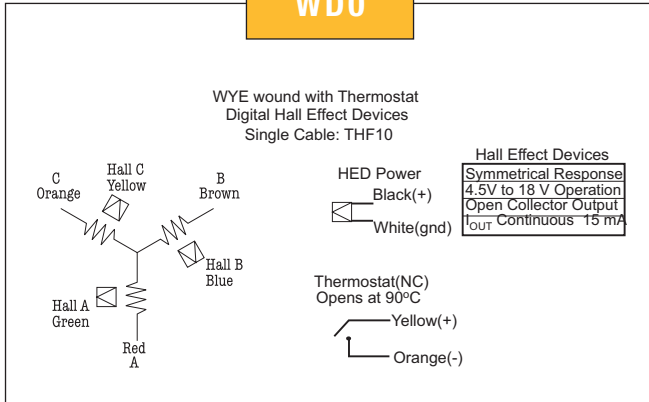 WD0
WYE wound with Thermostat
Digital Hall Effect Devices
Single Cable: THF10
C
Orange
Hall C
Yellow
B
Brown
Hall B
Blue
Hall A
Green
Red
A
HED Power
Black(+)
White(gnd)
Hall Effect Devices
Symmetrical Response
4.5V to 18 V Operation
Open Collector Output
IOUT Continuous 15 mA
Thermostat(NC)
Opens at 90°C
Yellow(+)
Orange(-)